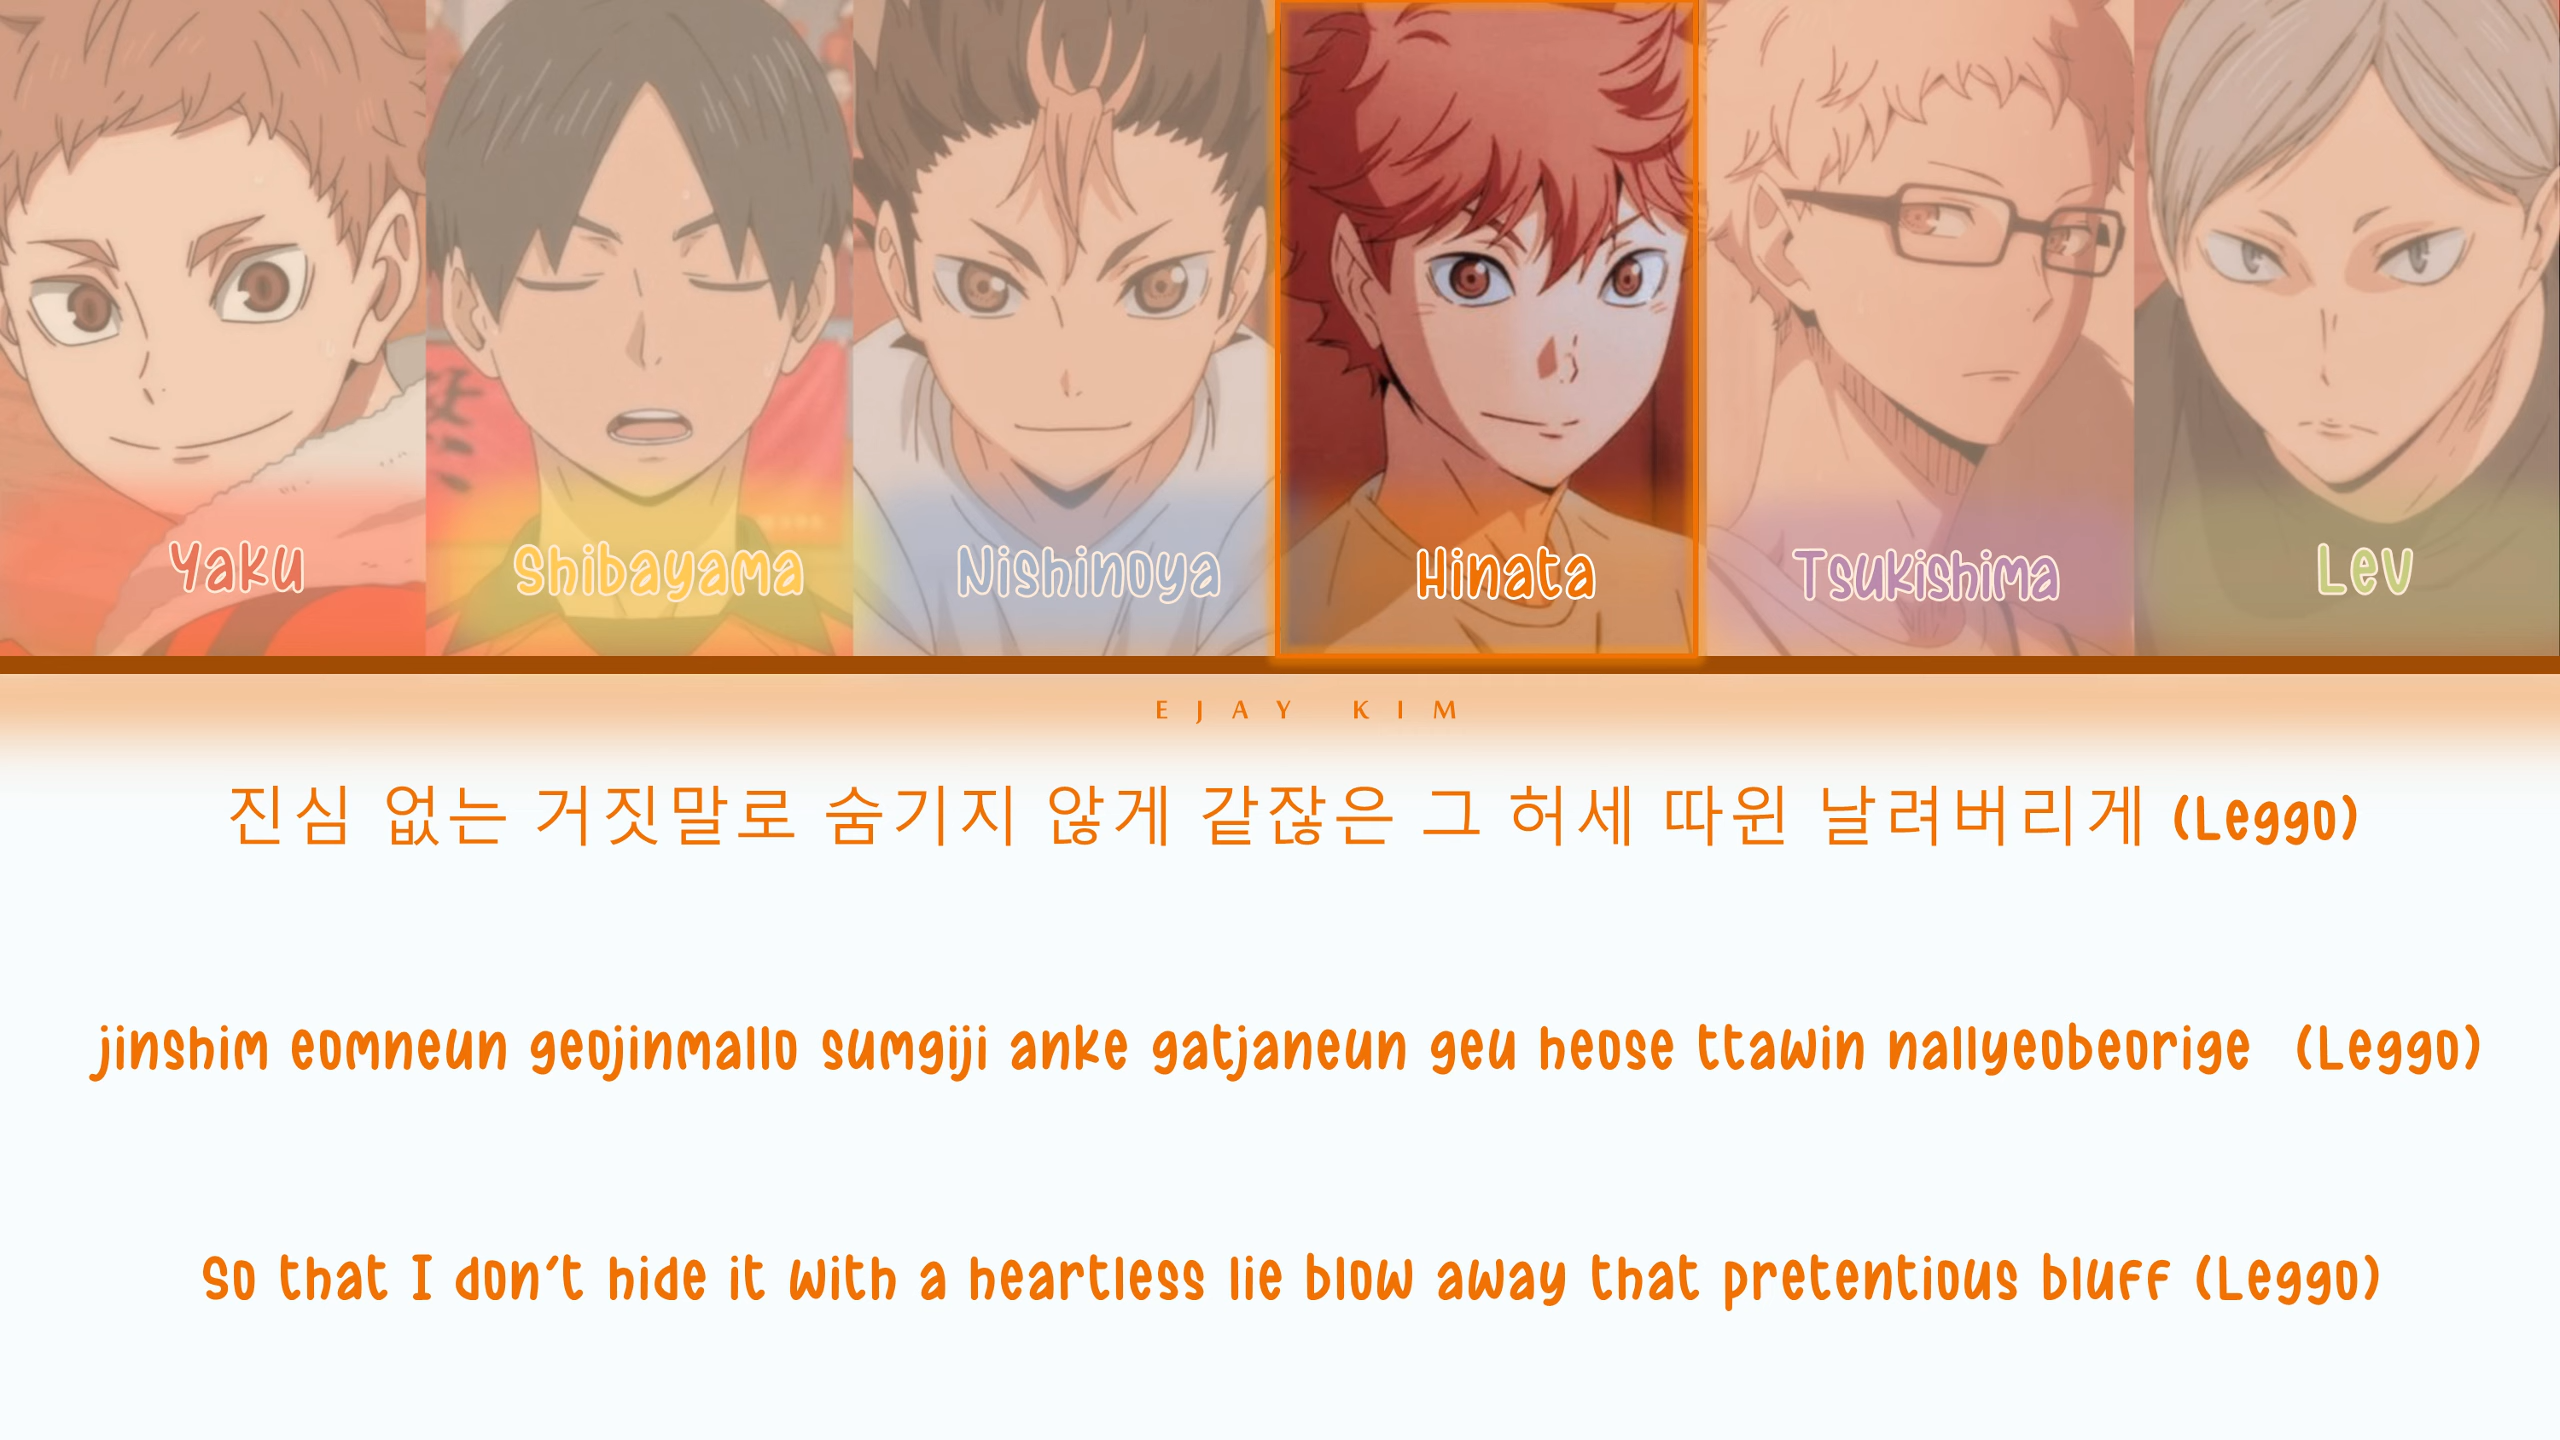 Yaku
Shibayama
Nishinoya
Hinata
Tsukishima
Lev
EJAY KIM
진심 없는 거짓말로 숨기지 않게 같잖은 그 허세 따윈 날려버리게 (Leggo)
jinshim eomneun geojinmallo sumgiji anke gatjaneun geu heose ttawin nallyeobeorige (Leggo)
So that I don't hide it with a heartless lie blow away that pretentious bluff (Leggo)